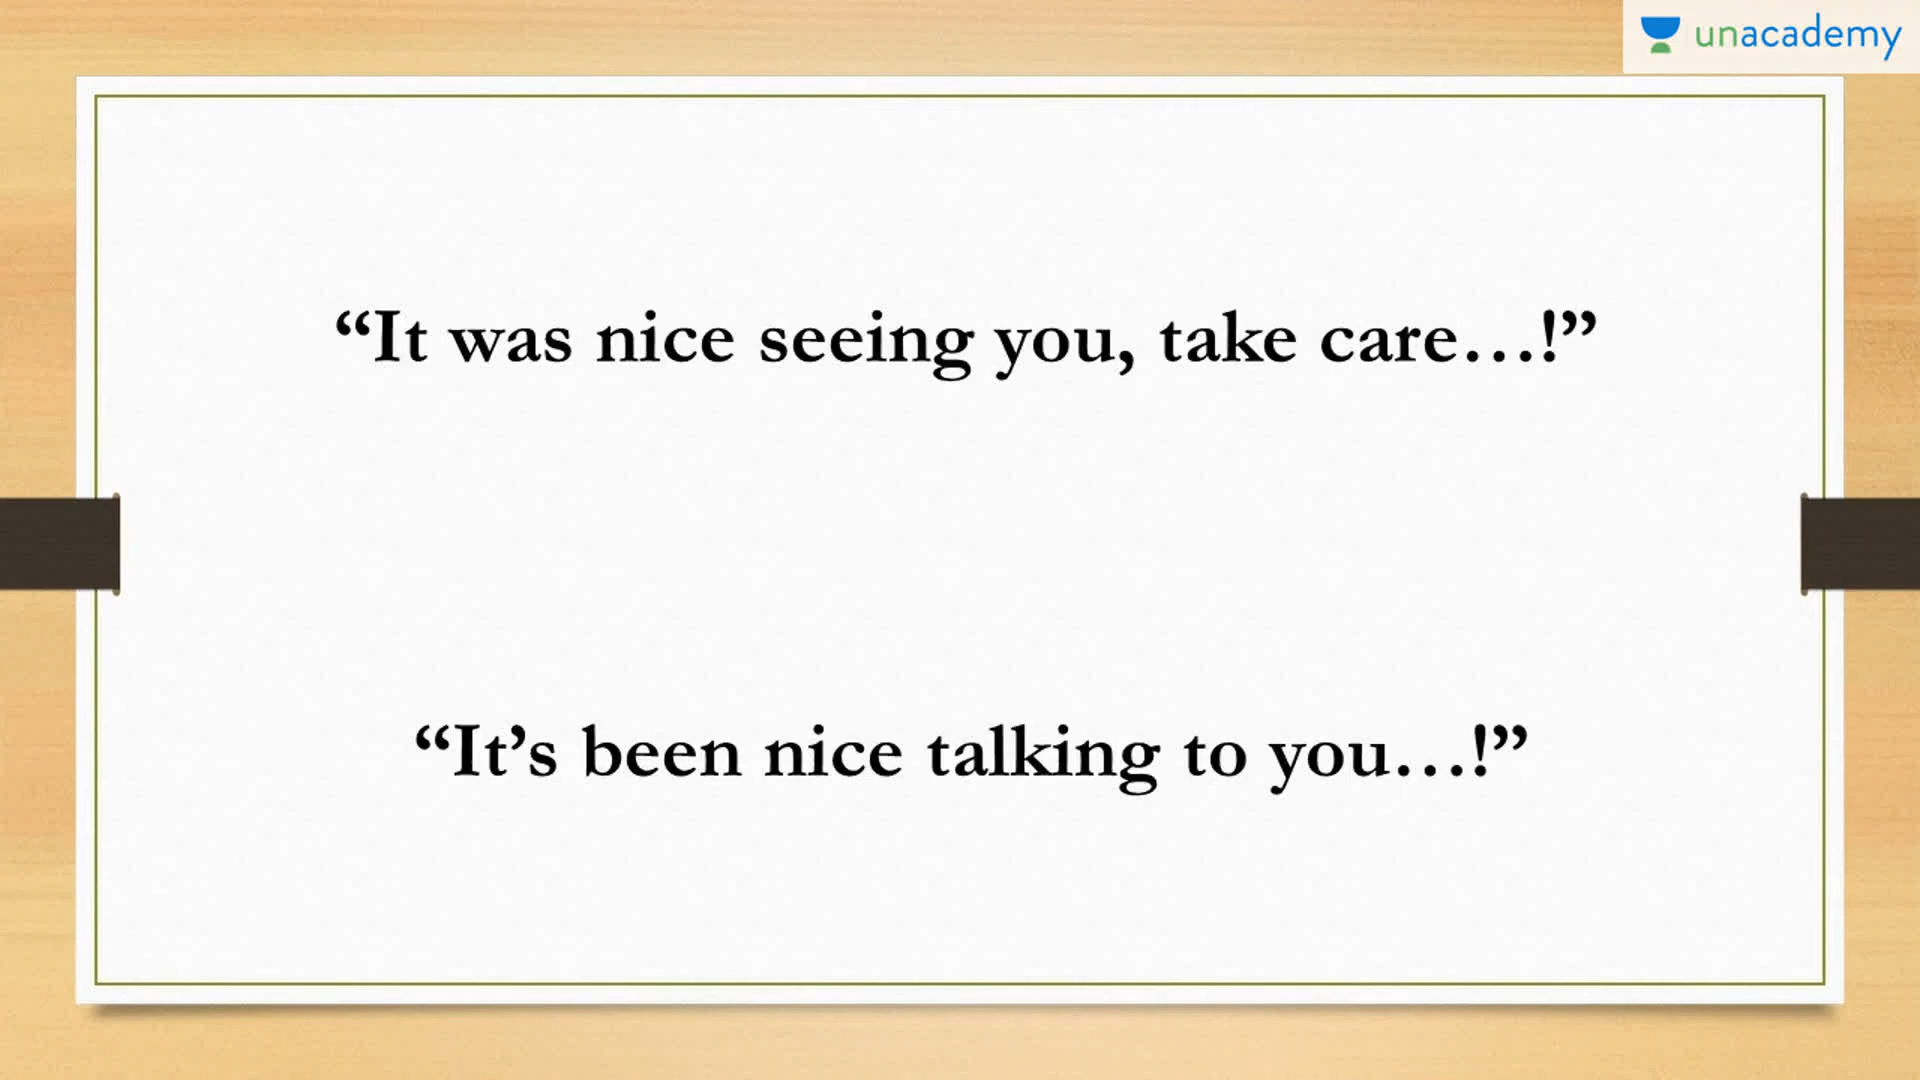 unacademy
“It was nice seeing you, take care…!”
“It’s been nice talking to you…!”